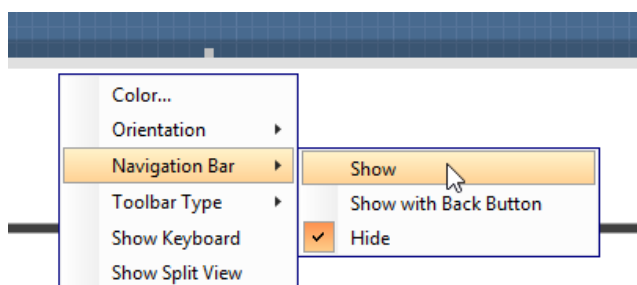 Color...
Orientation
Navigation Bar
Toolbar Type
Show Keyboard
Show Split View
Show
Show with Back Button
Hide